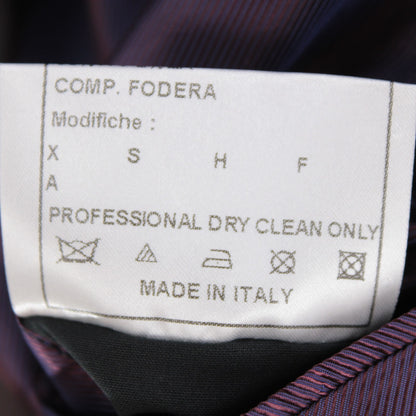 COMP. FODERA
Modifiche :
X S H F
A
PROFESSIONAL DRY CLEAN ONLY
MADE IN ITALY